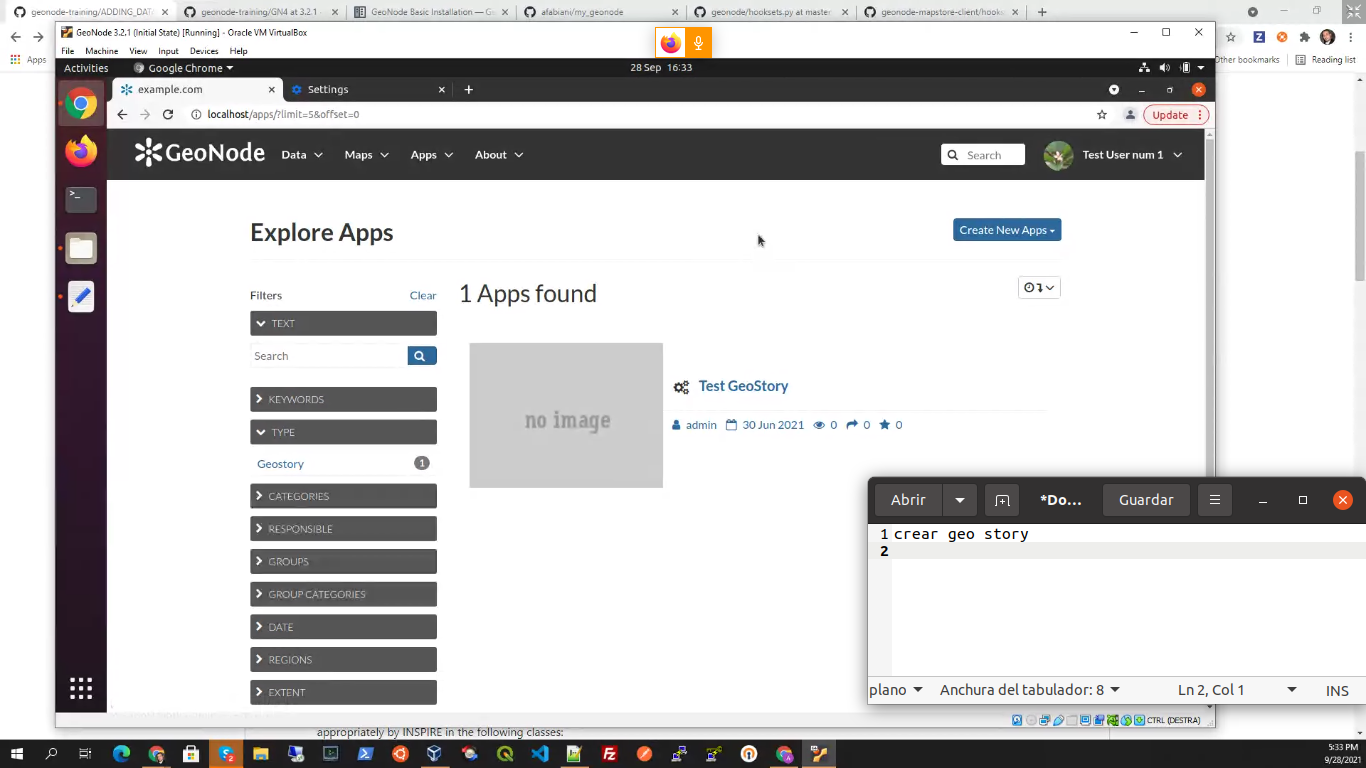 geonode-training/ADDING_DAT
geonode-training/GN4 at 3.2.1
GeoNode Basic Installation — Ge
afabiani/my_geonode
geonode/hooksets.py at master
geonode-mapstore-client/hook
Apps
Other bookmarks
Reading list
GeoNode 3.2.1 (Initial State) [Running] - Oracle VM VirtualBox
File Machine View Input Devices Help
Activities
Google Chrome
28 Sep 16:33
example.com
Settings
localhost/apps/?limit=5&offset=0
Update
GeoNode
Data
Maps
Apps
About
Search
Test User num 1
Explore Apps
Create New Apps
Filters
Clear
1 Apps found
TEXT
Search
KEYWORDS
TYPE
Geostory 1
CATEGORIES
RESPONSIBLE
GROUPS
GROUP CATEGORIES
DATE
REGIONS
EXTENT
no image
Test GeoStory
admin 30 Jun 2021 0 0 0
Abrir
*Do...
Guardar
1 crear geo story
2
plano
Anchura del tabulador: 8
Ln 2, Col 1
INS
CTRL (DESTRA)
appropriately by INSPIRE in the following classes:
5:33 PM
9/28/2021